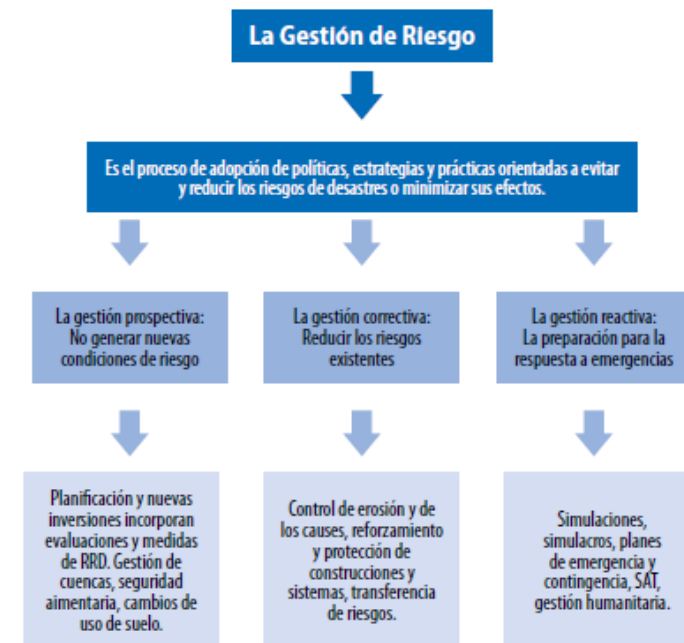 La Gestión de Riesgo
Es el proceso de adopción de políticas, estrategias y prácticas orientadas a evitar
y reducir los riesgos de desastres o minimizar sus efectos.
La gestión prospectiva:
No generar nuevas
condiciones de riesgo
La gestión correctiva:
Reducir los riesgos
existentes
La gestión reactiva:
La preparación para la
respuesta a emergencias
Planificación y nuevas
inversiones incorporan
evaluaciones y medidas
de RRD. Gestión de
cuencas, seguridad
aimentaria, cambios de
uso de suelo.
Control de erosión y de
los causes, reforzamiento
y protección de
construcciones y
sistemas, transferencia
de riesgos.
Simulaciones,
simulacros, planes
de emergencia y
contingencia, SAT,
gestión humanitaria.